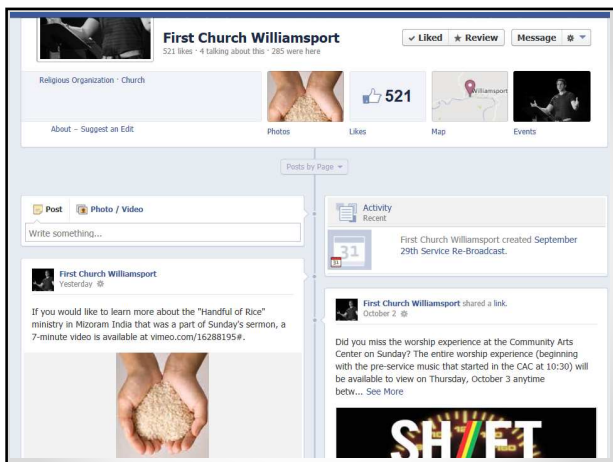 First Church Williamsport
521 likes · 4 talking about this · 285 were here
Liked
Review
Message
Religious Organization · Church
About – Suggest an Edit
Photos
521
Likes
Williamsport
Map
Events
Posts by Page
Post
Photo / Video
Write something...
First Church Williamsport
Yesterday
If you would like to learn more about the "Handful of Rice"
ministry in Mizoram India that was a part of Sunday's sermon, a
7-minute video is available at vimeo.com/16288195#.
Activity
Recent
31
31
First Church Williamsport created September
29th Service Re-Broadcast.
First Church Williamsport shared a link.
October 2
Did you miss the worship experience at the Community Arts
Center on Sunday? The entire worship experience (beginning
with the pre-service music that started in the CAC at 10:30) will
be available to view on Thursday, October 3 anytime
betw... See More
SHIFT